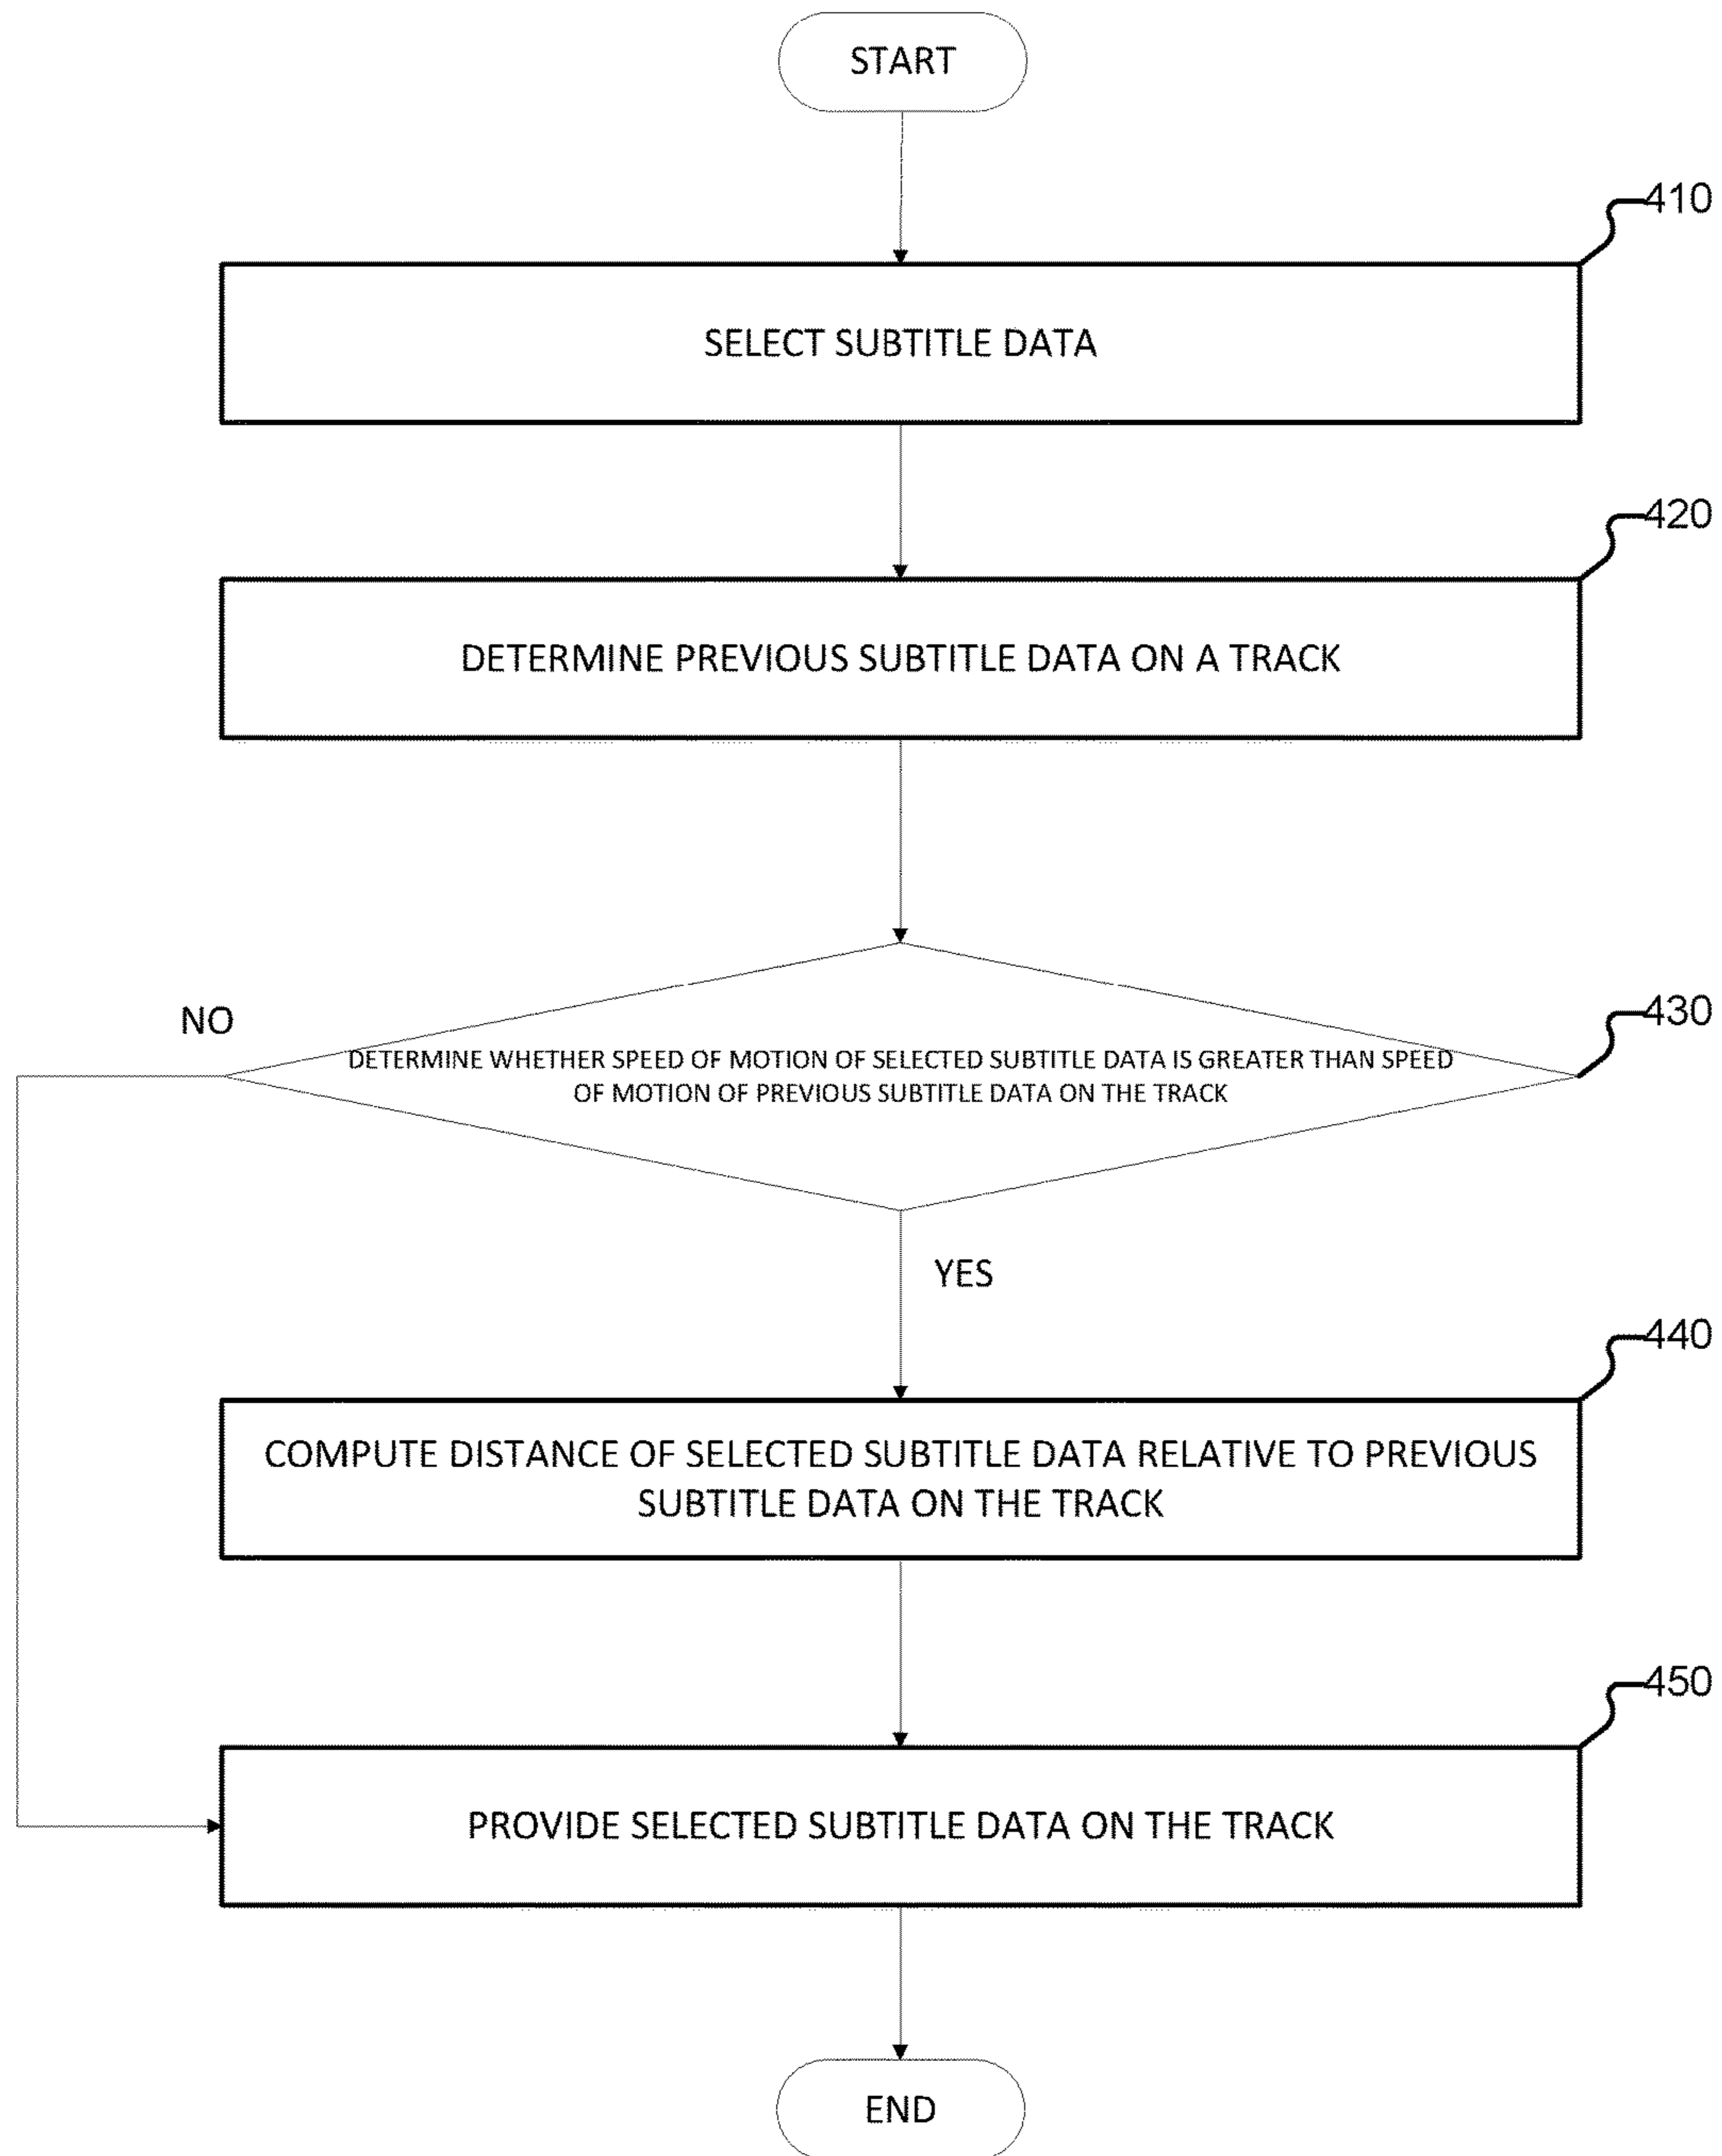 START
410
SELECT SUBTITLE DATA
420
DETERMINE PREVIOUS SUBTITLE DATA ON A TRACK
430
NO
DETERMINE WHETHER SPEED OF MOTION OF SELECTED SUBTITLE DATA IS GREATER THAN SPEED
OF MOTION OF PREVIOUS SUBTITLE DATA ON THE TRACK
YES
440
COMPUTE DISTANCE OF SELECTED SUBTITLE DATA RELATIVE TO PREVIOUS
SUBTITLE DATA ON THE TRACK
450
PROVIDE SELECTED SUBTITLE DATA ON THE TRACK
END